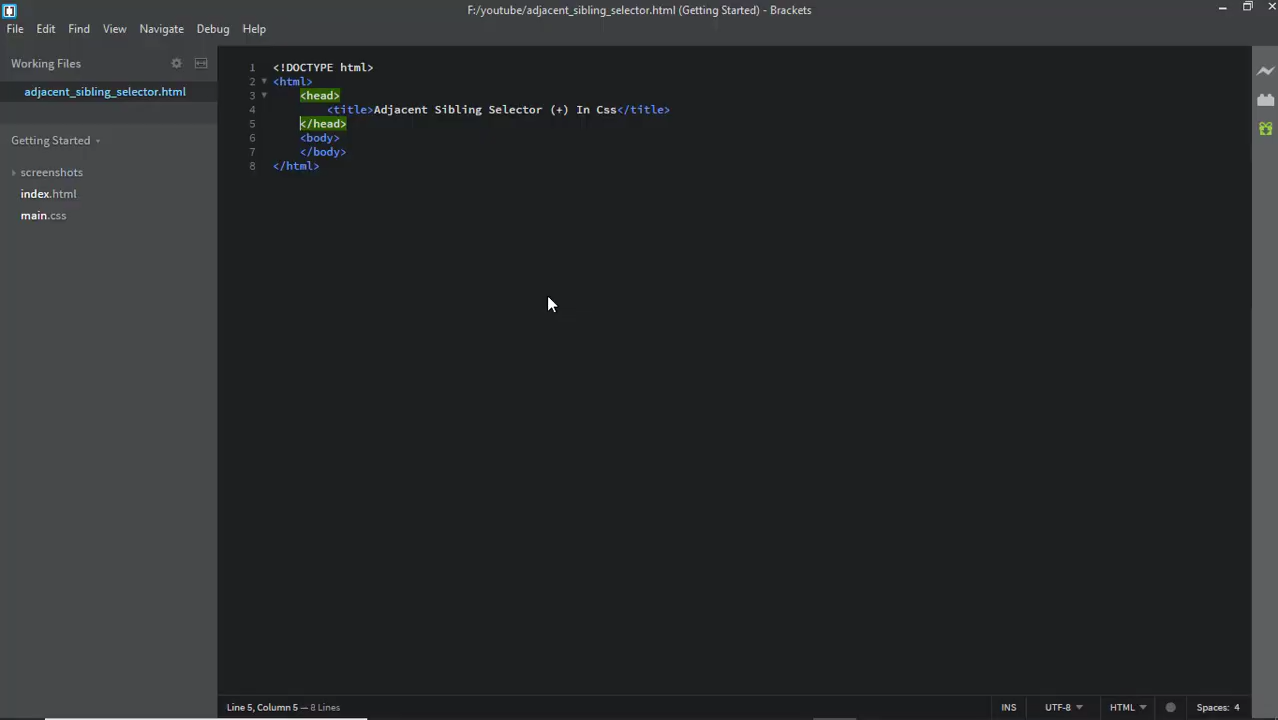 F:/youtube/adjacent_sibling_selector.html (Getting Started) - Brackets
File Edit Find View Navigate Debug Help
Working Files
adjacent_sibling_selector.html
Getting Started
screenshots
index.html
main.css
1 <!DOCTYPE html>
2 <html>
3 <head>
4 <title>Adjacent Sibling Selector (+) In Css</title>
5 </head>
6 <body>
7 </body>
8 </html>
Line 5, Column 5 — 8 Lines
INS UTF-8 HTML Spaces: 4